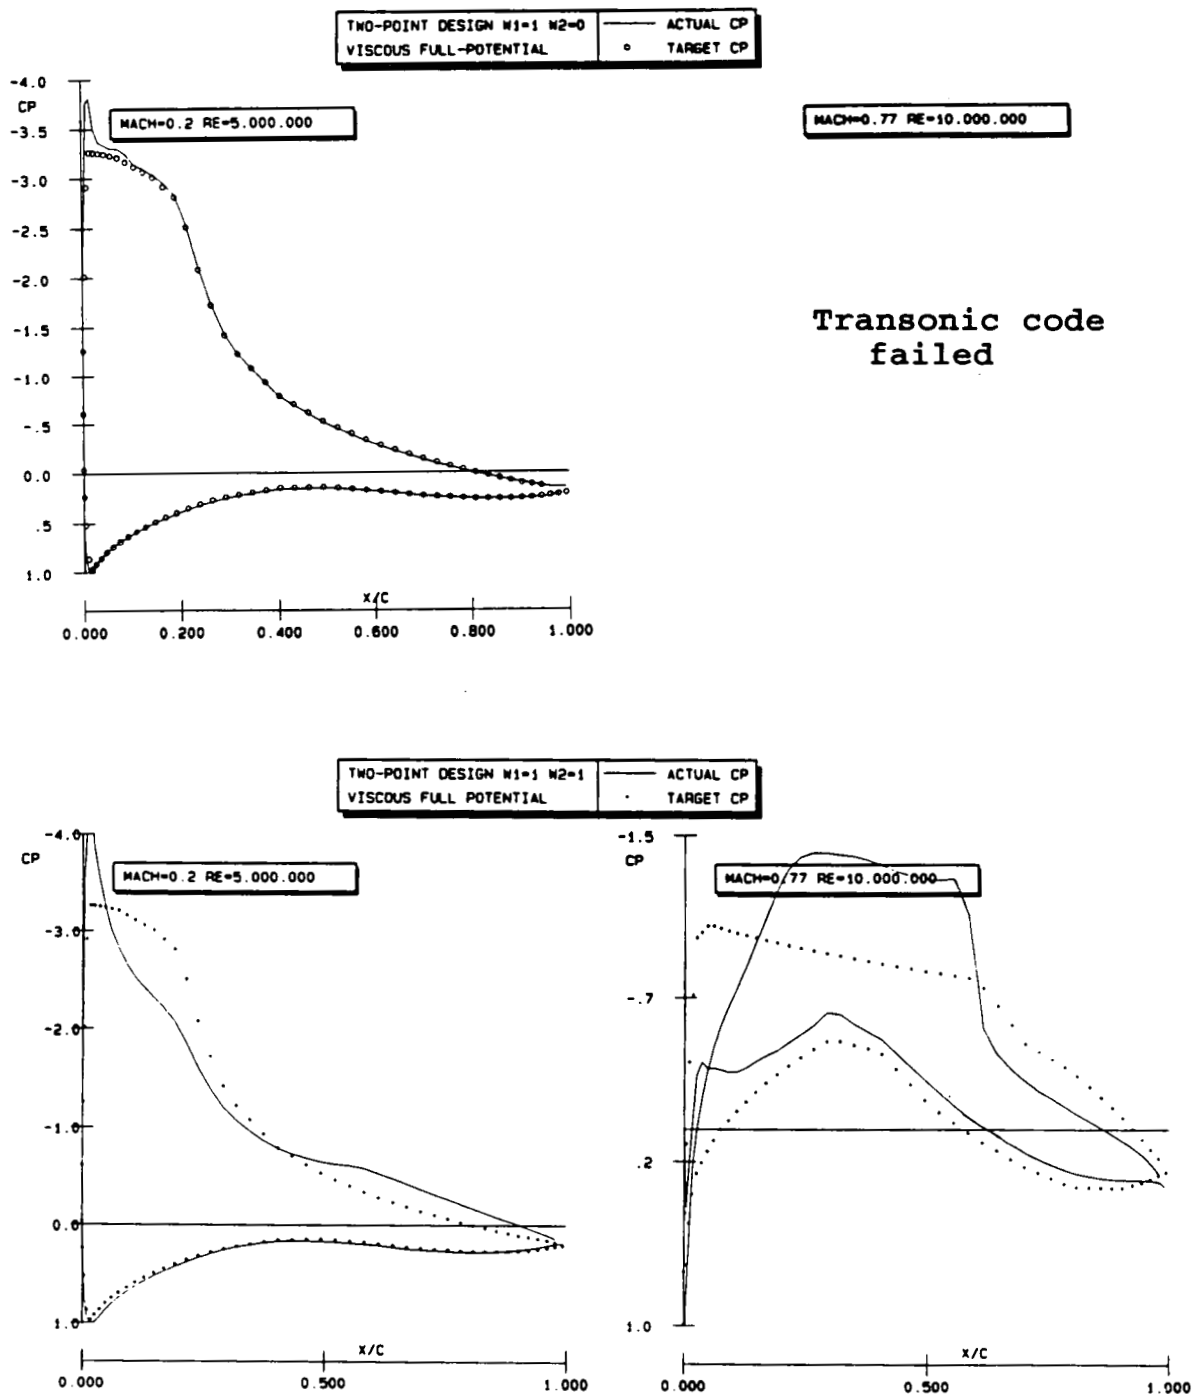 TWO-POINT DESIGN W1=1 W2=0
VISCOUS FULL-POTENTIAL
ACTUAL CP
TARGET CP
-4.0
CP
-3.5
-3.0
-2.5
-2.0
-1.5
-1.0
-.5
0.0
.5
1.0
MACH=0.2 RE=5.000.000
X/C
0.000
0.200
0.400
0.600
0.800
1.000
MACH=0.77 RE=10.000.000
Transonic code
failed
TWO-POINT DESIGN W1=1 W2=1
VISCOUS FULL POTENTIAL
ACTUAL CP
TARGET CP
-4.0
CP
-3.0
-2.0
-1.0
0.0
1.0
MACH=0.2 RE=5.000.000
X/C
0.000
0.500
1.000
-1.5
CP
-.7
.2
1.0
MACH=0.77 RE=10.000.000
X/C
0.000
0.500
1.000